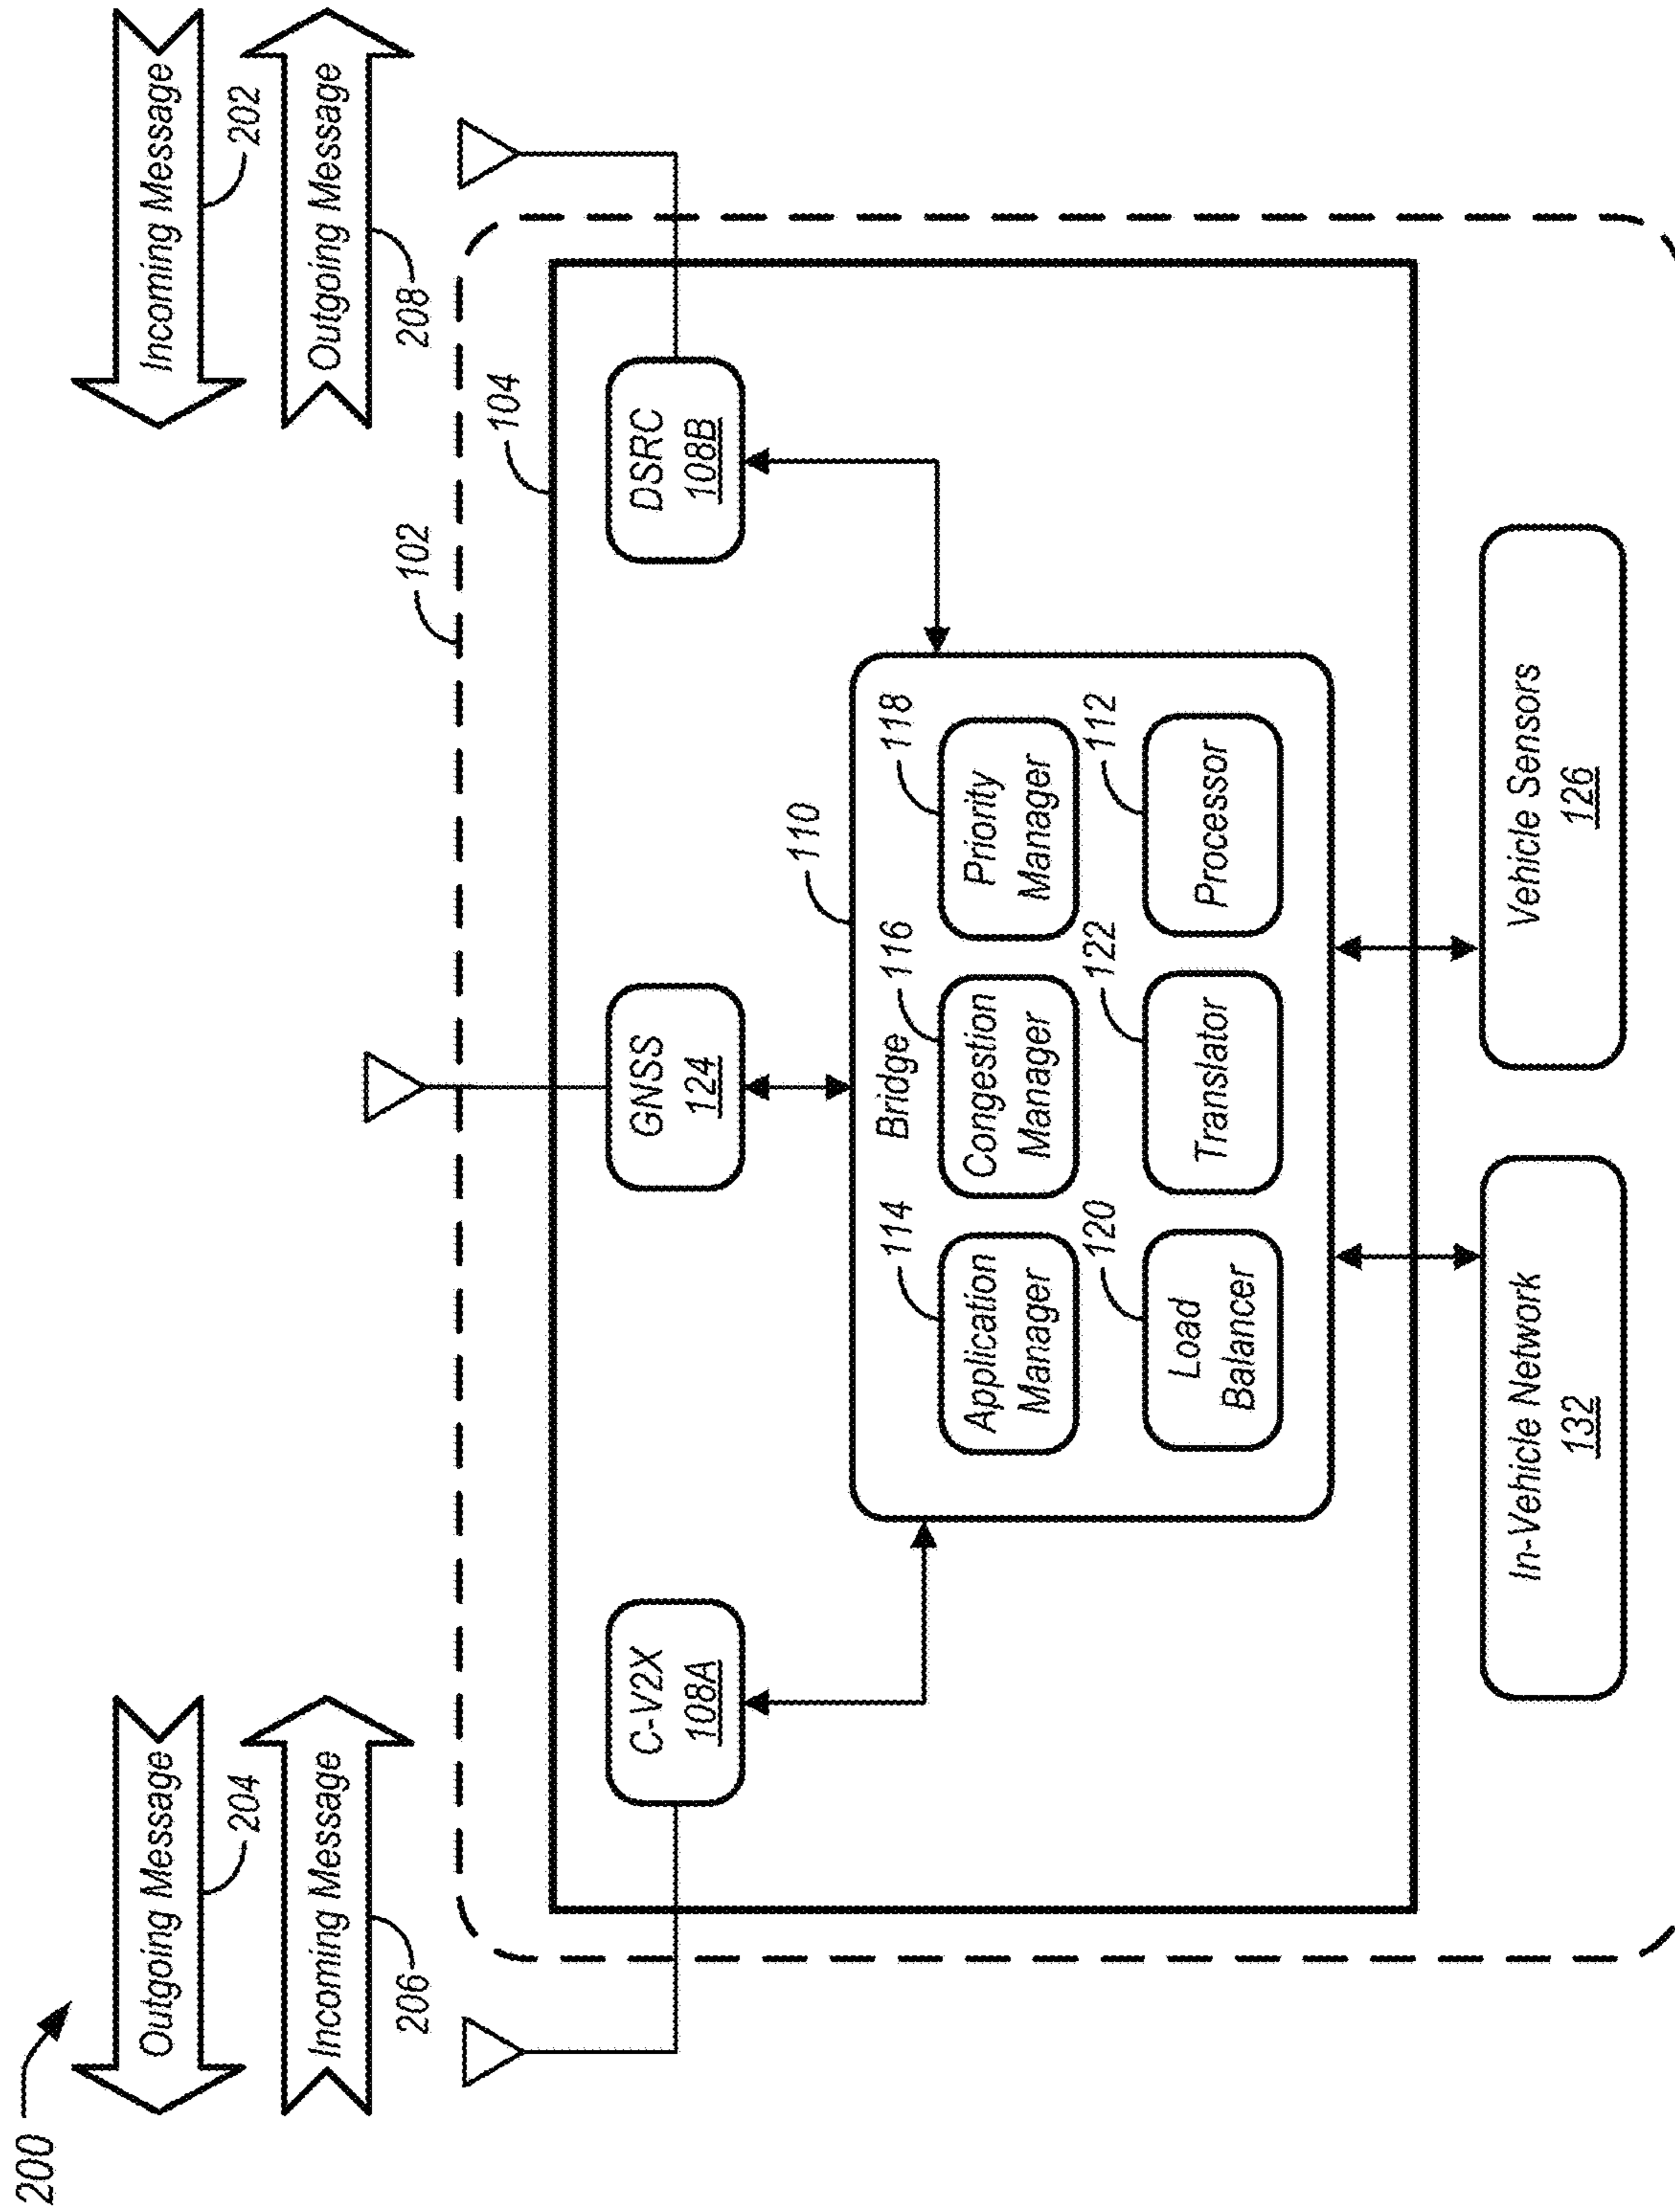 200
Outgoing Message
204
Incoming Message
206
Incoming Message
202
Outgoing Message
208
102
104
C-V2X
108A
GNSS
124
DSRC
108B
110
Bridge
114
Application
Manager
116
Congestion
Manager
118
Priority
Manager
120
Load
Balancer
122
Translator
112
Processor
In-Vehicle Network
132
Vehicle Sensors
126